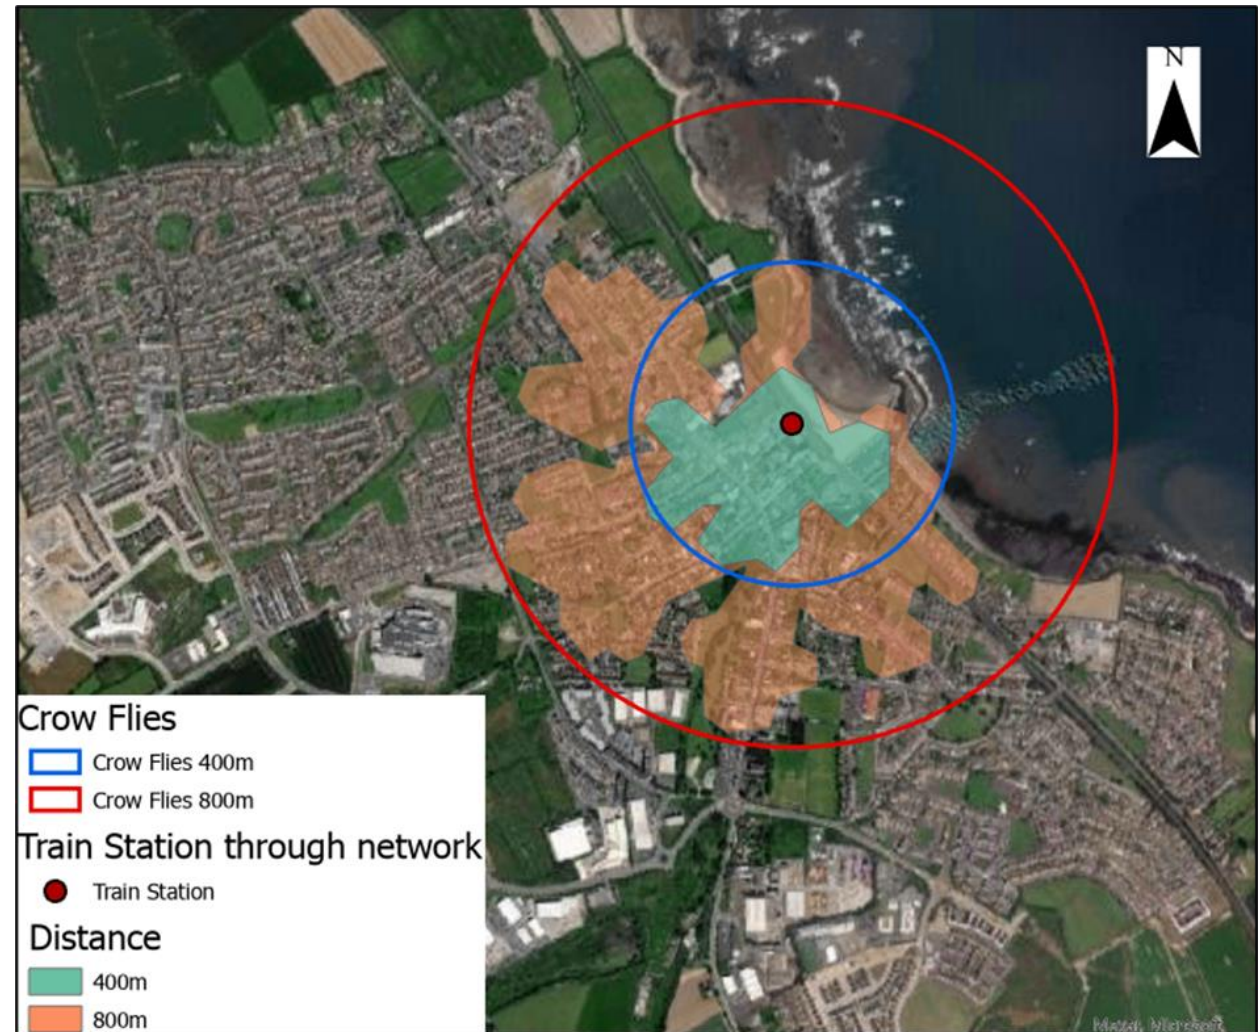 N
Crow Flies
Crow Flies 400m
Crow Flies 800m
Train Station through network
Train Station
Distance
400m
800m